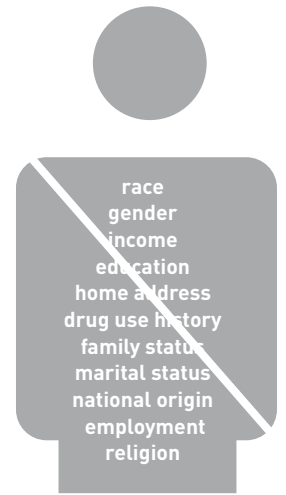 race
gender
income
education
home address
drug use history
family status
marital status
national origin
employment
religion